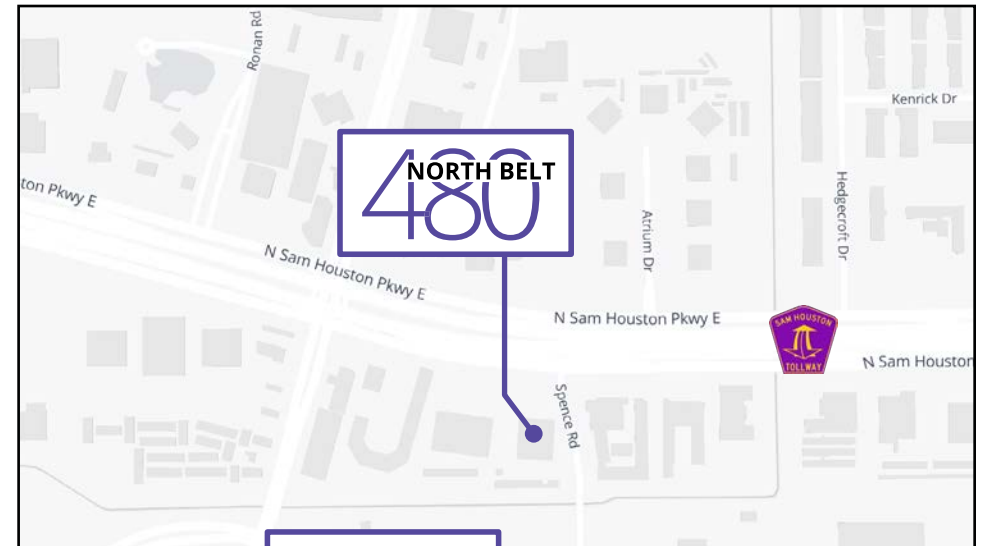 Ronan Rd
Kenrick Dr
480
NORTH BELT
ton Pkwy E
Hedgecroft Dr
Atrium Dr
N Sam Houston Pkwy E
N Sam Houston Pkwy E
SAM HOUSTON
TOLLWAY
N Sam Houston
Spence Rd